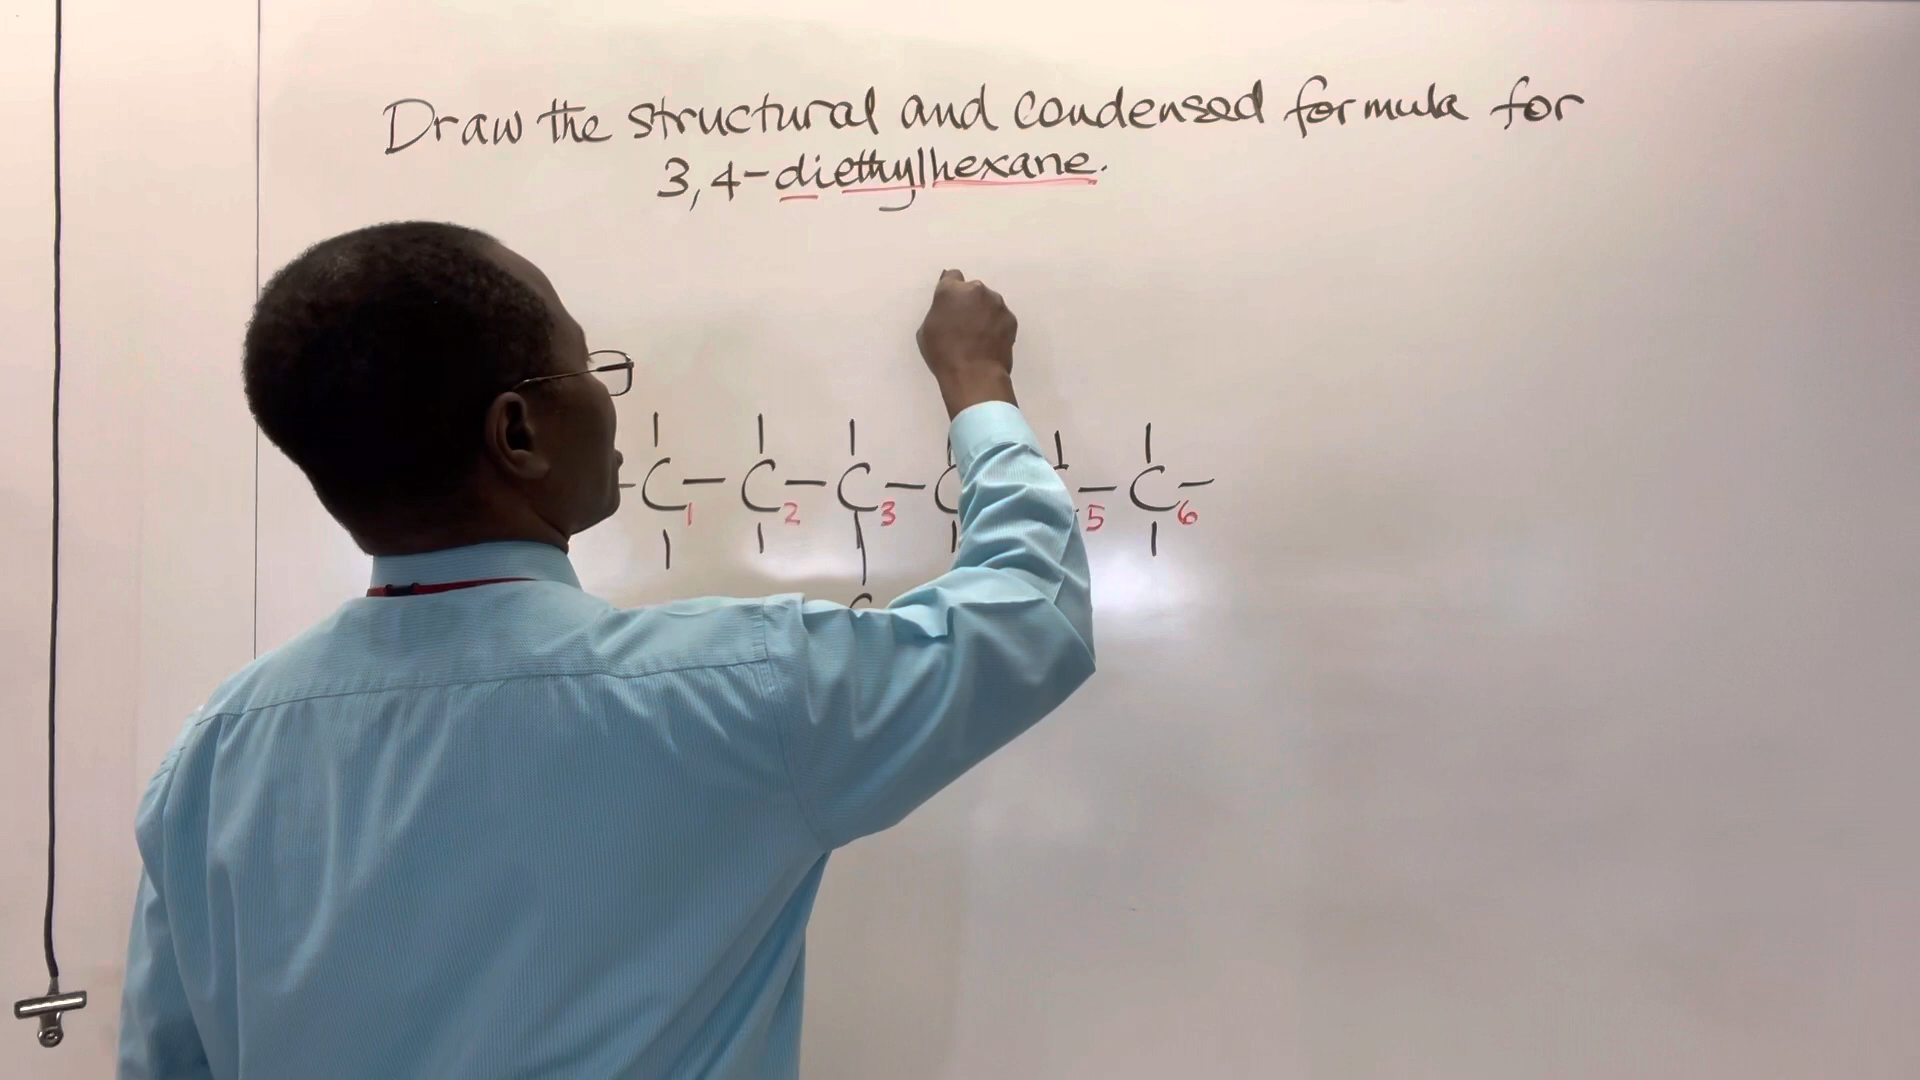 Draw the structural and condensed formula for
3,4-diethylhexane.
C C C C C
1 2 3 5 6
C